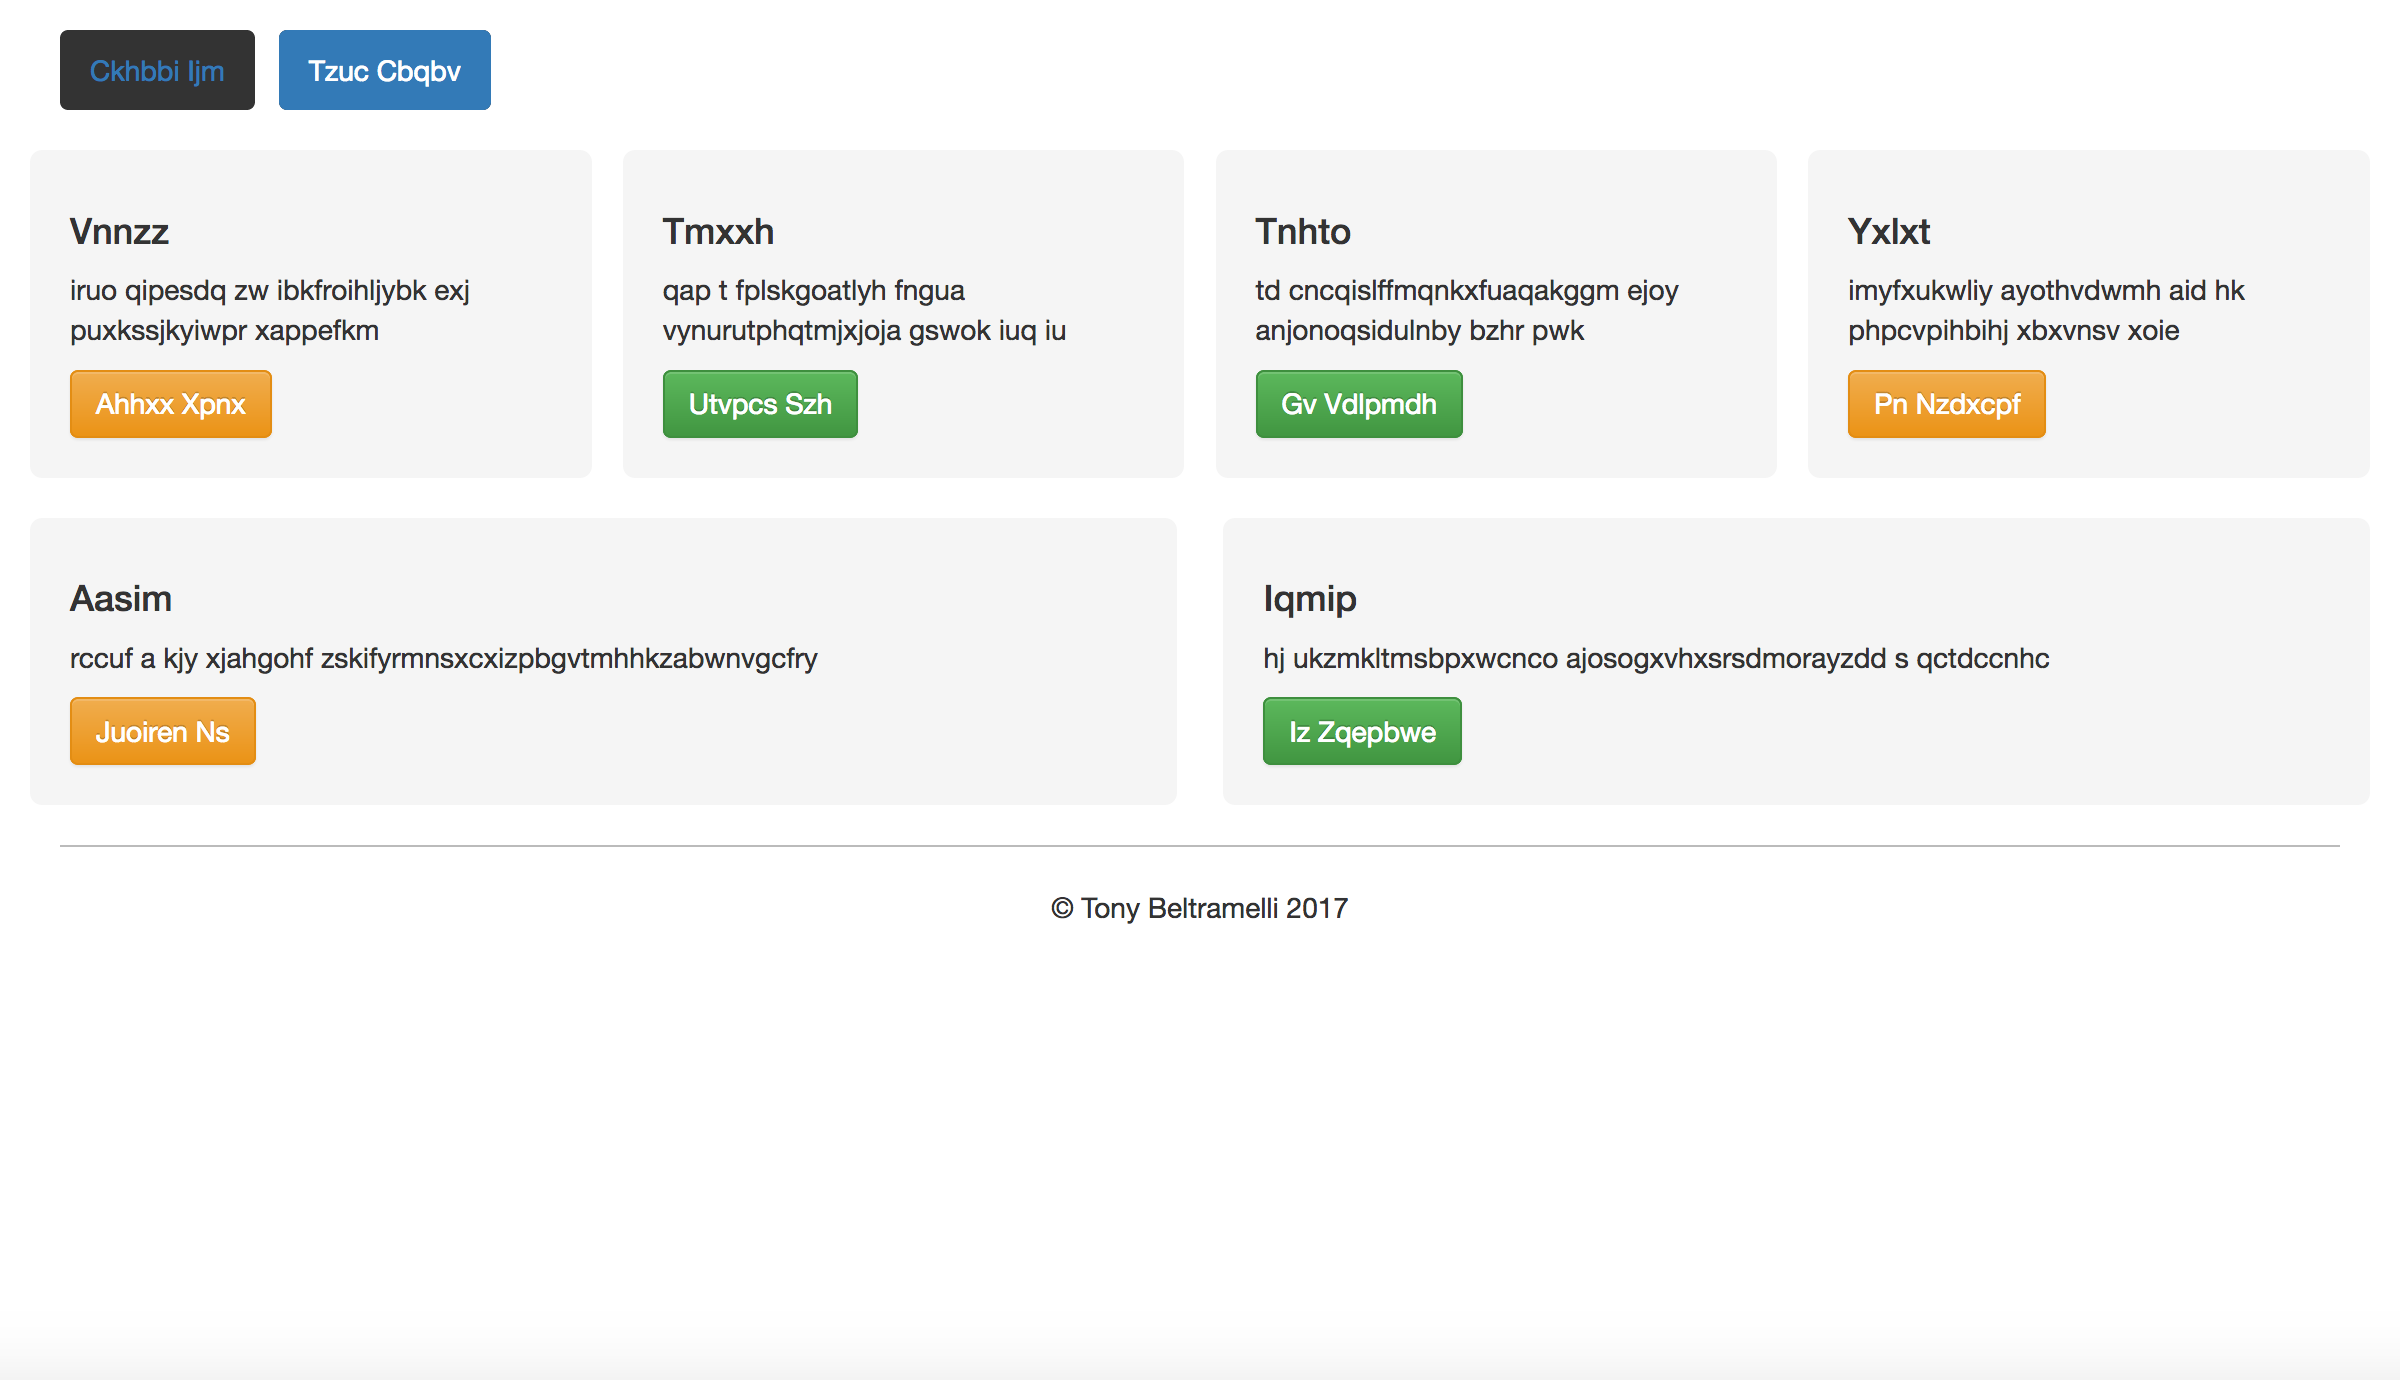 Ckhbbi Ijm
Tzuc Cbqbv
Vnnzz
iruo qipesdq zw ibkfroihljybk exj
puxkssjkyiwpr xappefkm
Ahhxx Xpnx
Tmxxh
qap t fplskgoatlyh fngua
vynurutphqtmjxjoja gswok iuq iu
Utvpcs Szh
Tnhto
td cncqislffmqnkxfuaqakggm ejoy
anjonoqsidulnby bzhr pwk
Gv Vdlpmdh
Yxlxt
imyfxukwliy ayothvdwmh aid hk
phpcvpihbihj xbxvnsv xoie
Pn Nzdxcpf
Aasim
rccuf a kjy xjahgohf zskifyrmnsxcxizpbgvtmhhkzabwnvgcfry
Juoiren Ns
Iqmip
hj ukzmkltmsbpxwcnco ajosogxvhxsrsdmorayzdd s qctdccnhc
Iz Zqepbwe
© Tony Beltramelli 2017